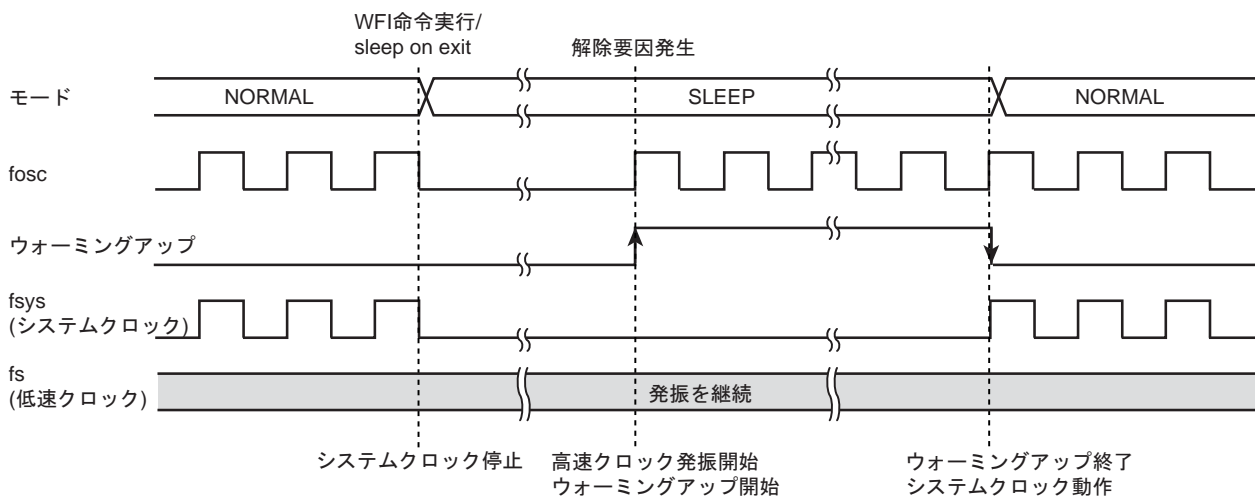 WFI命令実行/
sleep on exit
解除要因発生
モード
NORMAL
SLEEP
NORMAL
fosc
ウォーミングアップ
fsys
(システムクロック)
fs
(低速クロック)
発振を継続
システムクロック停止
高速クロック発振開始
ウォーミングアップ開始
ウォーミングアップ終了
システムクロック動作